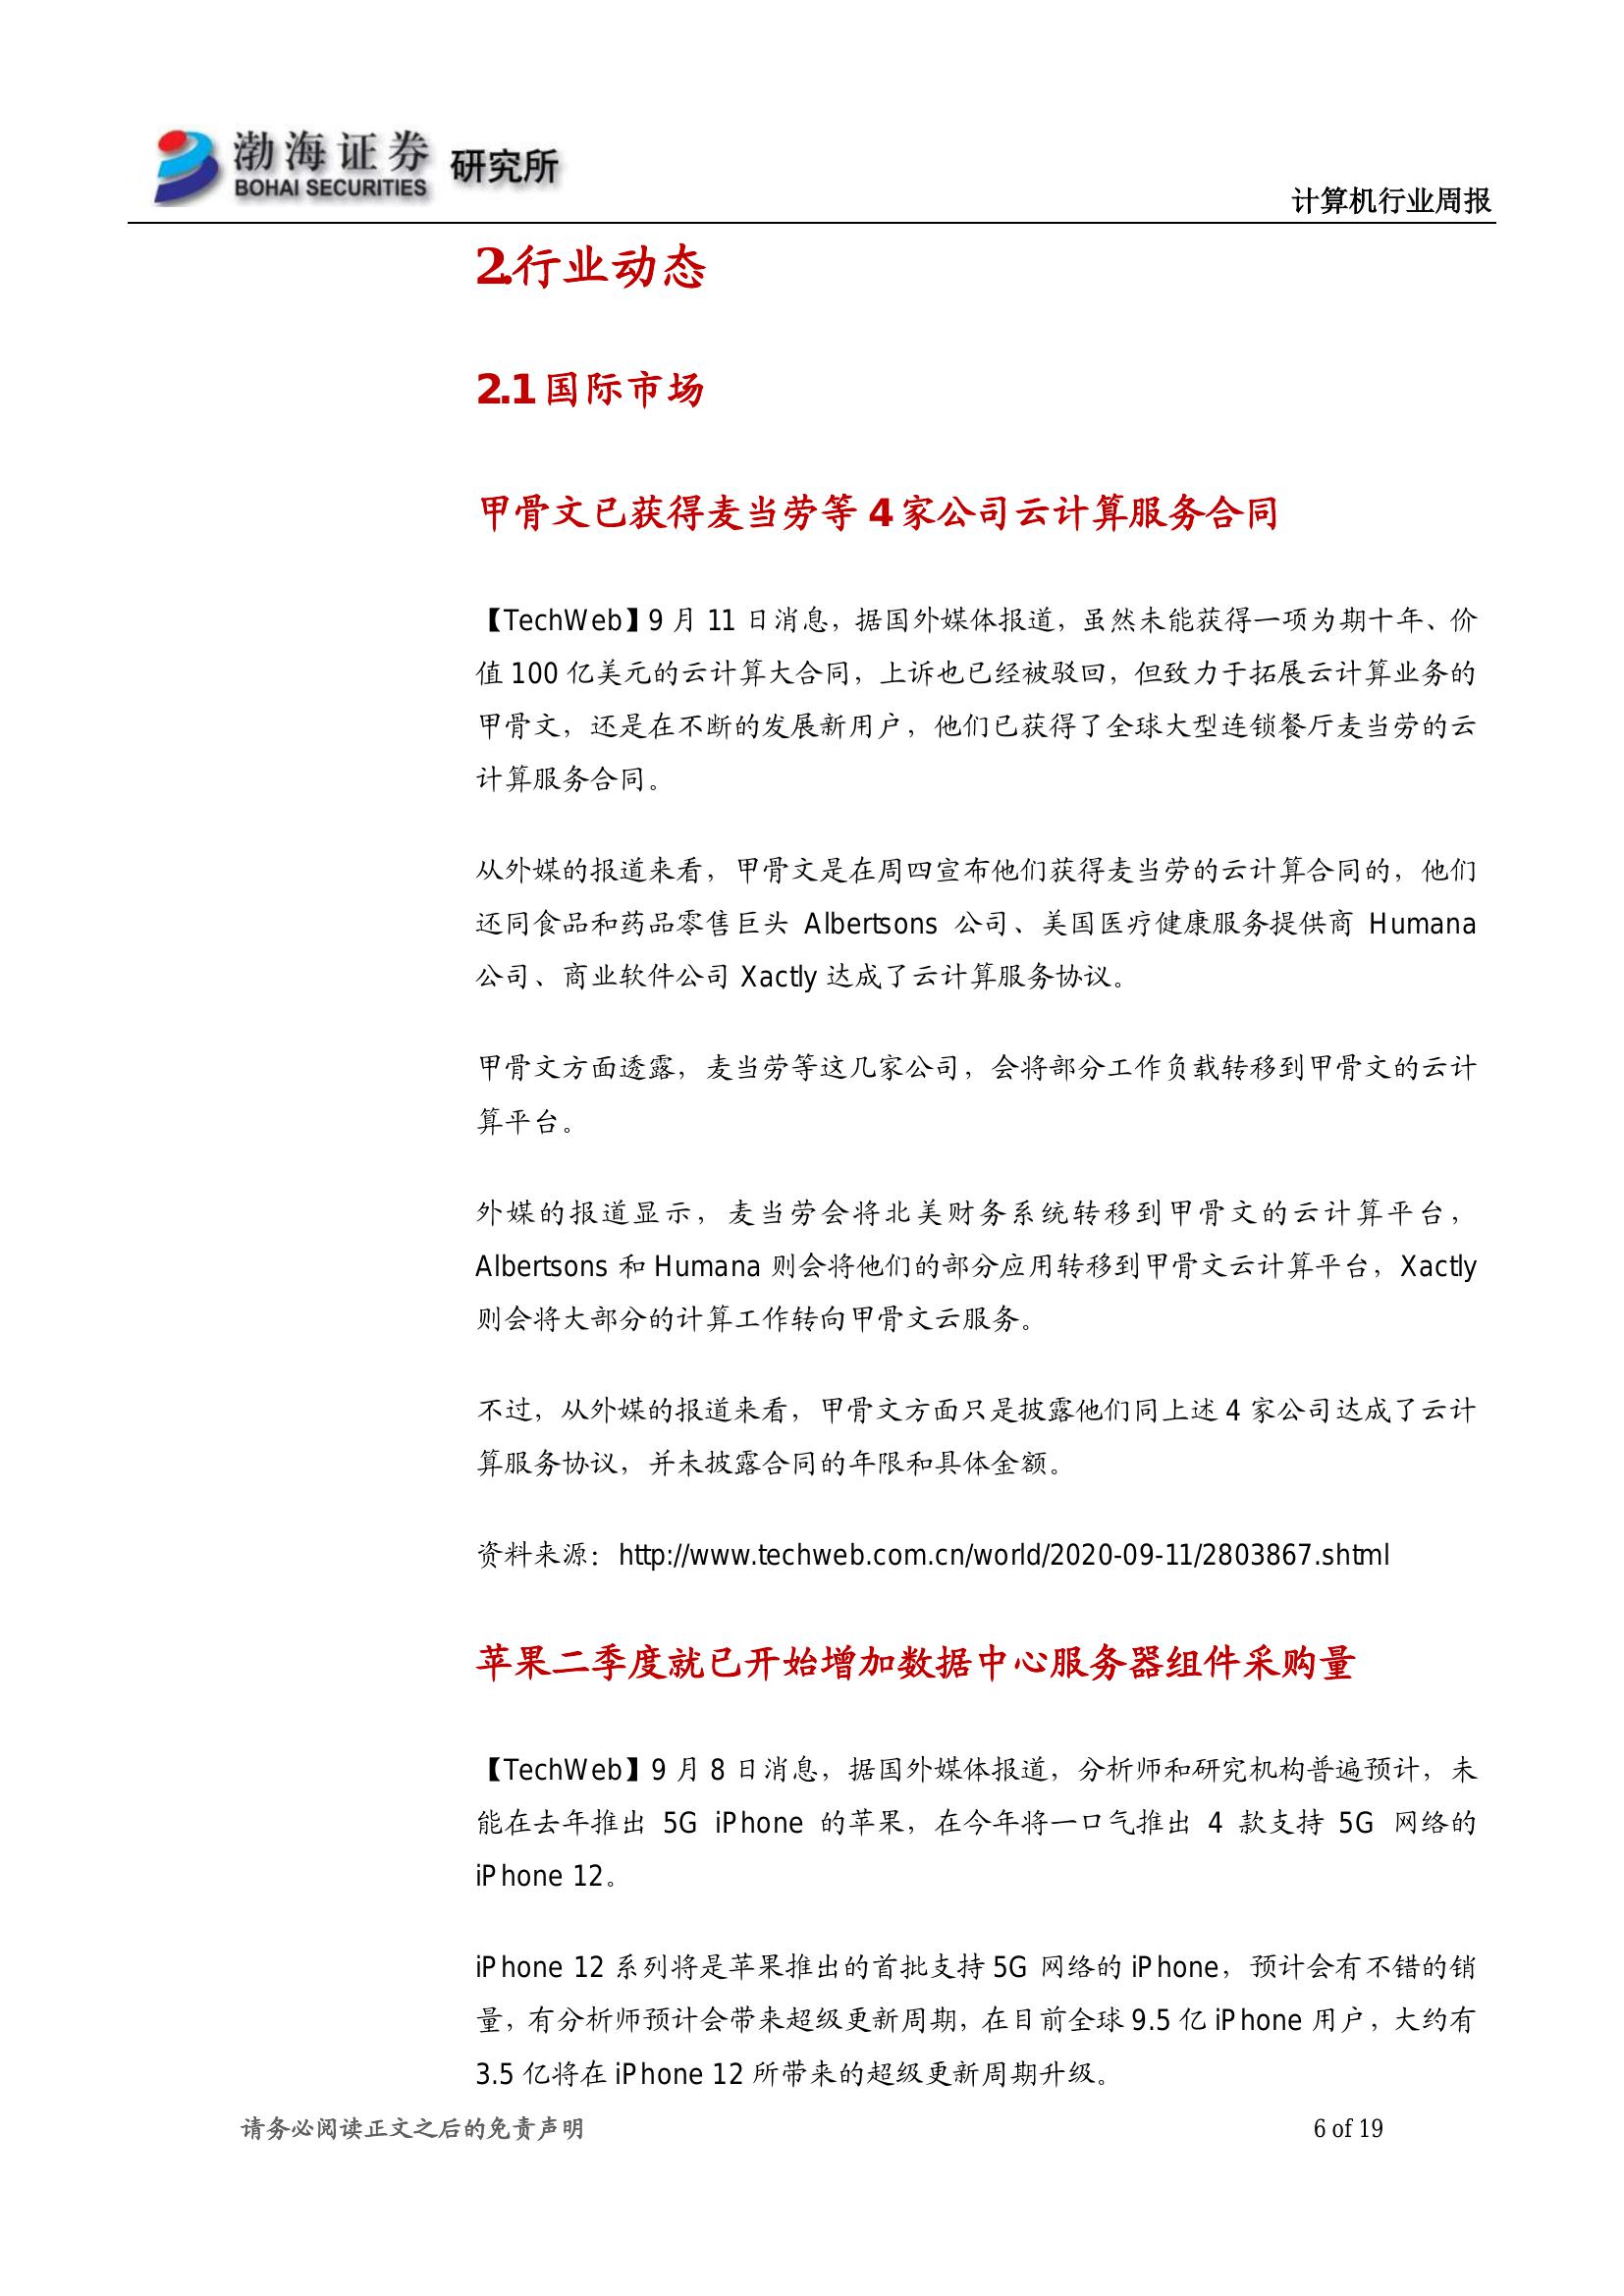 渤海证券 研究所
BOHAI SECURITIES
计算机行业周报
2.行业动态
2.1 国际市场
甲骨文已获得麦当劳等 4 家公司云计算服务合同
【TechWeb】9 月 11 日消息，据国外媒体报道，虽然未能获得一项为期十年、价
值 100 亿美元的云计算大合同，上诉也已经被驳回，但致力于拓展云计算业务的
甲骨文，还是在不断的发展新用户，他们已获得了全球大型连锁餐厅麦当劳的云
计算服务合同。
从外媒的报道来看，甲骨文是在周四宣布他们获得麦当劳的云计算合同的，他们
还同食品和药品零售巨头 Albertsons 公司、美国医疗健康服务提供商 Humana
公司、商业软件公司 Xactly 达成了云计算服务协议。
甲骨文方面透露，麦当劳等这几家公司，会将部分工作负载转移到甲骨文的云计
算平台。
外媒的报道显示，麦当劳会将北美财务系统转移到甲骨文的云计算平台，
Albertsons 和 Humana 则会将他们的部分应用转移到甲骨文云计算平台，Xactly
则会将大部分的计算工作转向甲骨文云服务。
不过，从外媒的报道来看，甲骨文方面只是披露他们同上述 4 家公司达成了云计
算服务协议，并未披露合同的年限和具体金额。
资料来源：http://www.techweb.com.cn/world/2020-09-11/2803867.shtml
苹果二季度就已开始增加数据中心服务器组件采购量
【TechWeb】9 月 8 日消息，据国外媒体报道，分析师和研究机构普遍预计，未
能在去年推出 5G iPhone 的苹果，在今年将一口气推出 4 款支持 5G 网络的
iPhone 12。
iPhone 12 系列将是苹果推出的首批支持 5G 网络的 iPhone，预计会有不错的销
量，有分析师预计会带来超级更新周期，在目前全球 9.5 亿 iPhone 用户，大约有
3.5 亿将在 iPhone 12 所带来的超级更新周期升级。
请务必阅读正文之后的免责声明
6 of 19